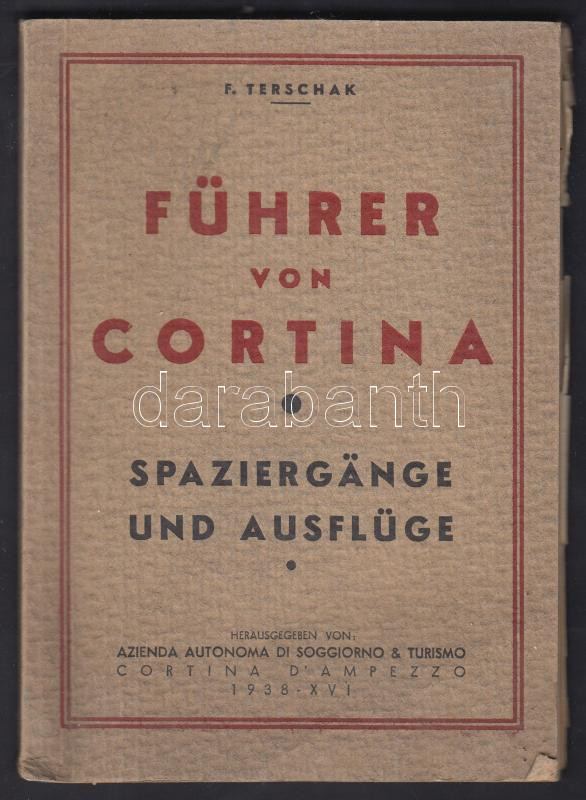 F. TERSCHAK
FÜHRER
VON
CORTINA
darabanth
SPAZIERGÄNGE
UND AUSFLÜGE
HERAUSGEGEBEN VON:
AZIENDA AUTONOMA DI SOGGIORNO & TURISMO
CORTINA D'AMPEZZO
1938-XVI